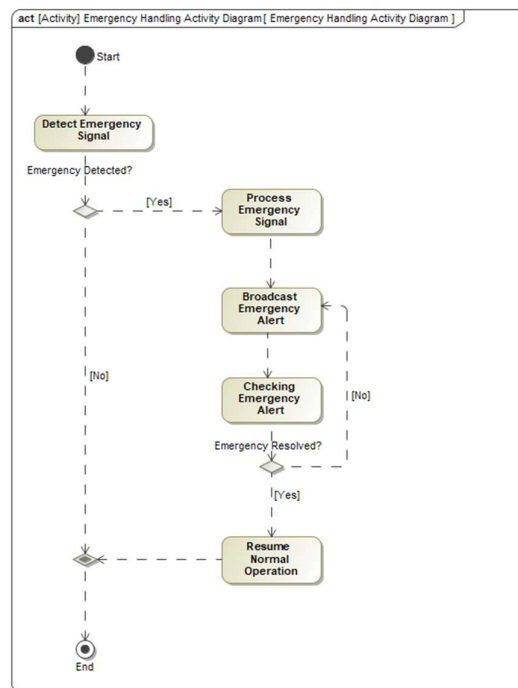 act [Activity] Emergency Handling Activity Diagram[ Emergency Handling Activity Diagram ]
Start
Detect Emergency
Signal
Emergency Detected?
[Yes]
Process
Emergency
Signal
Broadcast
Emergency
Alert
[No]
Checking
Emergency
Alert
[No]
Emergency Resolved?
[Yes]
Resume
Normal
Operation
End